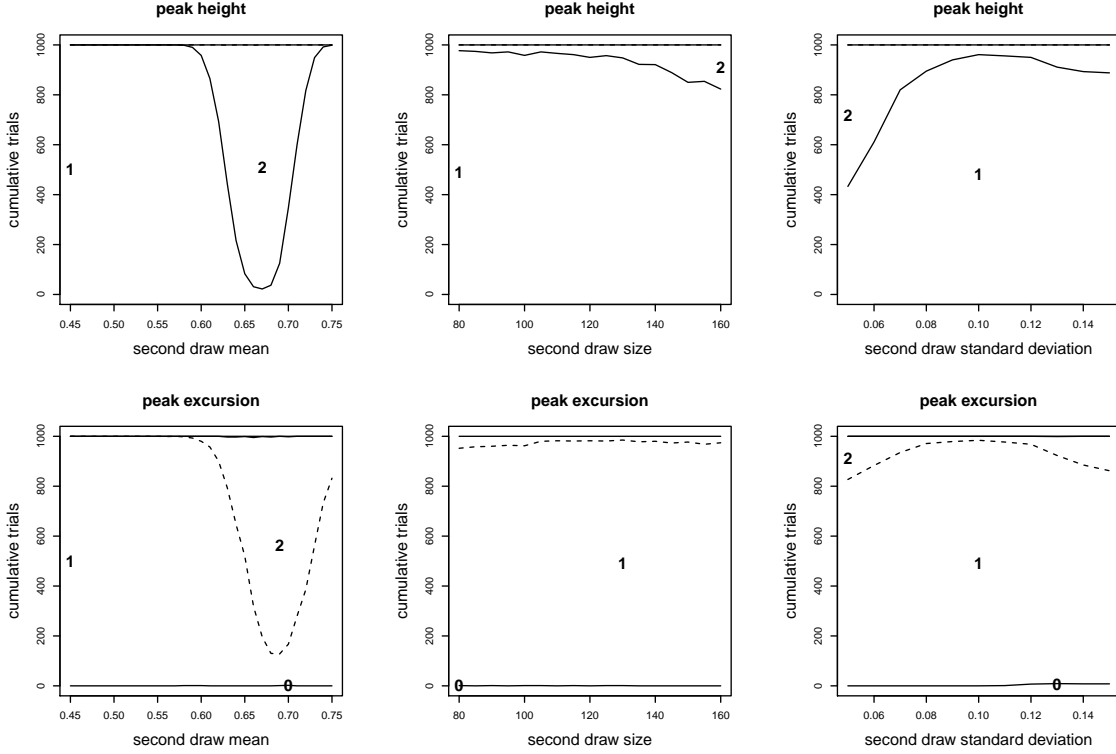 peak height
cumulative trials
0
200
400
600
800
1000
1
2
0.45 0.50 0.55 0.60 0.65 0.70 0.75
second draw mean
peak height
cumulative trials
0
200
400
600
800
1000
1
2
80 100 120 140 160
second draw size
peak height
cumulative trials
0
200
400
600
800
1000
2
1
0.06 0.08 0.10 0.12 0.14
second draw standard deviation
peak excursion
cumulative trials
0
200
400
600
800
1000
1
2
0
0.45 0.50 0.55 0.60 0.65 0.70 0.75
second draw mean
peak excursion
cumulative trials
0
200
400
600
800
1000
1
0
80 100 120 140 160
second draw size
peak excursion
cumulative trials
0
200
400
600
800
1000
2
1
0
0.06 0.08 0.10 0.12 0.14
second draw standard deviation